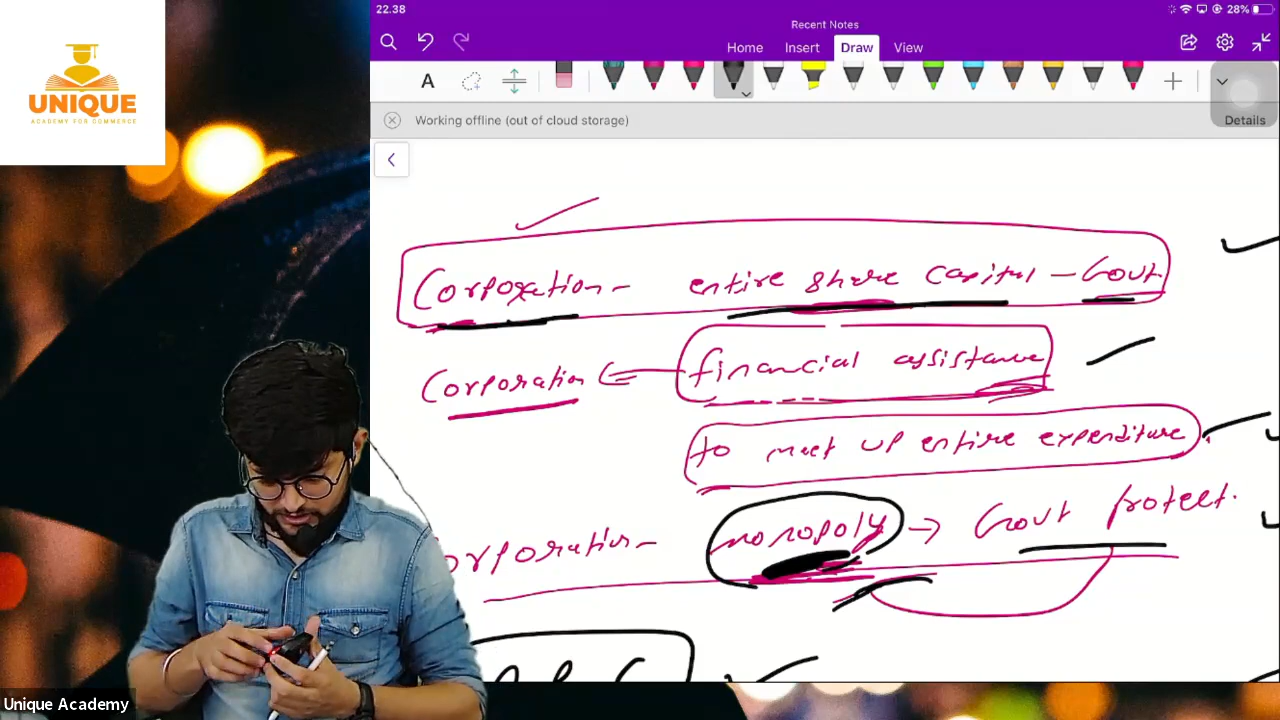 22.38
28%
Recent Notes
Home Insert Draw View
A
Working offline (out of cloud storage)
Details
UNIQUE
ACADEMY FOR COMMERCE
Corporation - entire share capital - Govt.
Corporation financial assistance
to meet up entire expenditure
orporation - monopoly → Govt protect.
Unique Academy